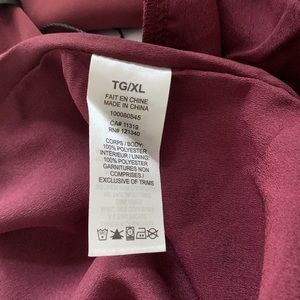 TG/XL
FAIT EN CHINE
MADE IN CHINA
100080545
CA# 11319
RN# 121340
CORPS / BODY:
100% POLYESTER
INTERIEUR / LINING:
100% POLYESTER
GARNITURES NON
COMPRISES /
EXCLUSIVE OF TRIMS